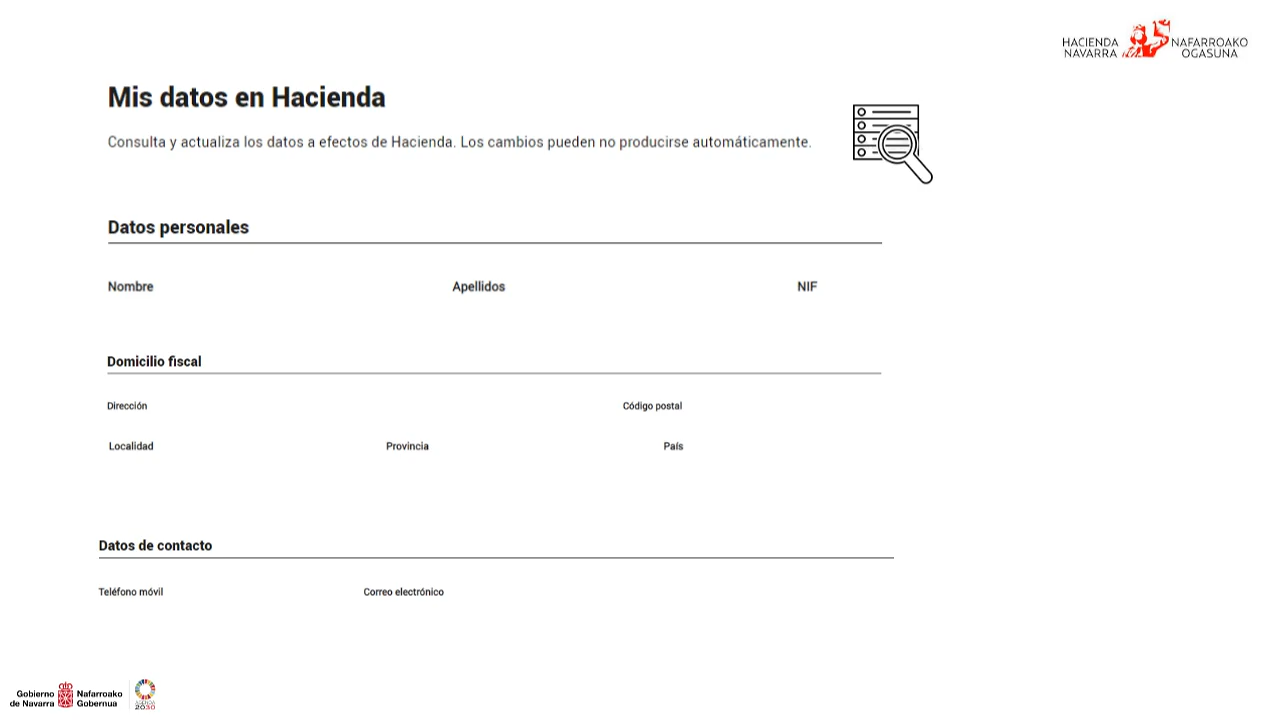 HACIENDA NAFARROAKO
NAVARRA OGASUNA
Mis datos en Hacienda
Consulta y actualiza los datos a efectos de Hacienda. Los cambios pueden no producirse automáticamente.
Datos personales
Nombre Apellidos NIF
Domicilio fiscal
Dirección Código postal
Localidad Provincia País
Datos de contacto
Teléfono móvil Correo electrónico
Gobierno Nafarroako
de Navarra Gobernua
AGENDA
2030